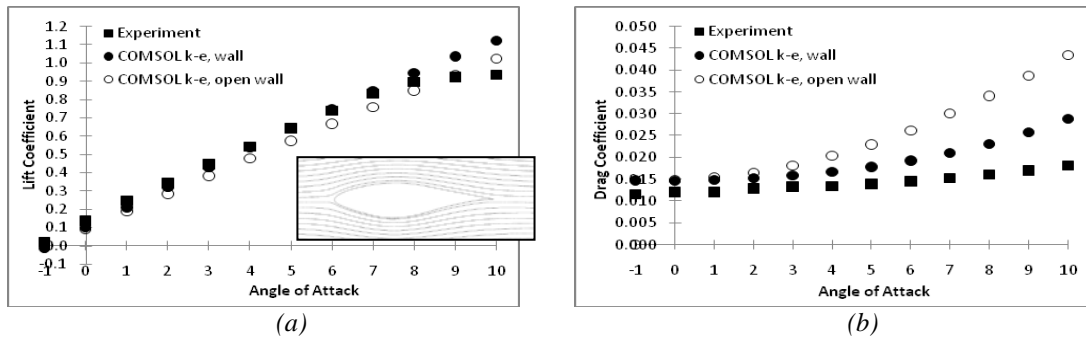 1.2
1.1
1.0
0.9
0.8
0.7
0.6
0.5
0.4
0.3
0.2
0.1
0.0
-0.1
Lift Coefficient
■ Experiment
● COMSOL k-e, wall
○ COMSOL k-e, open wall
-1 0 1 2 3 4 5 6 7 8 9 10
Angle of Attack
(a)
0.050
0.045
0.040
0.035
0.030
0.025
0.020
0.015
0.010
0.005
0.000
Drag Coefficient
■ Experiment
● COMSOL k-e, wall
○ COMSOL k-e, open wall
-1 0 1 2 3 4 5 6 7 8 9 10
Angle of Attack
(b)